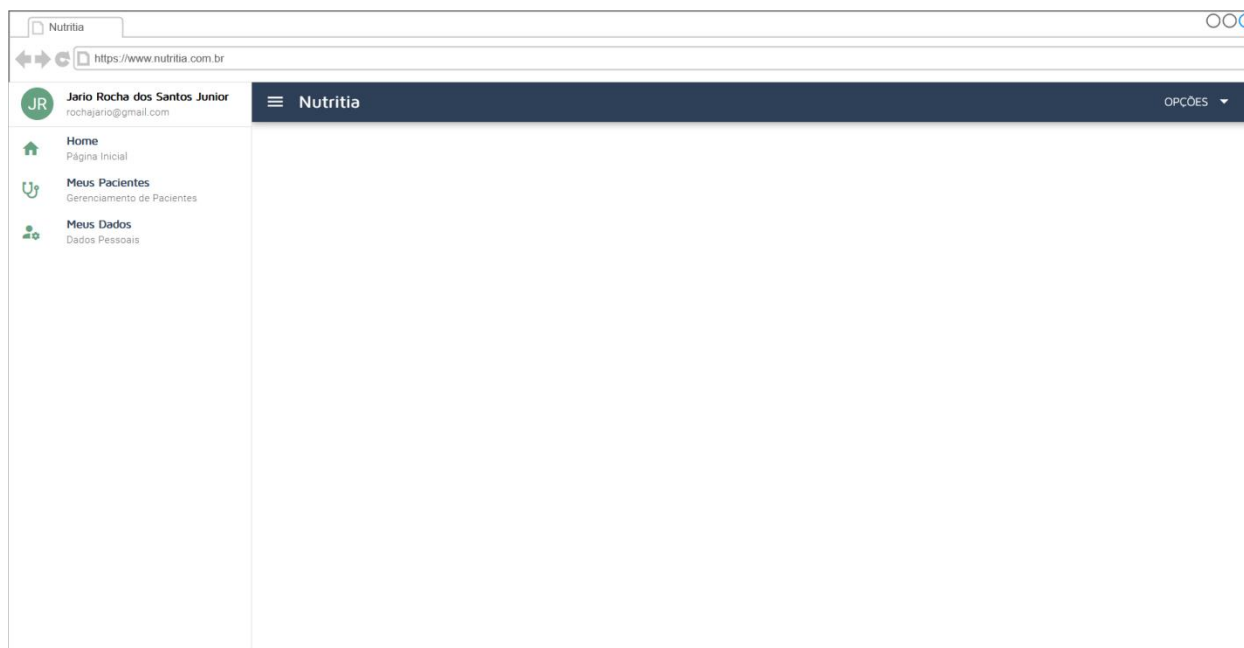 Nutritia
https://www.nutritia.com.br
JR
Jario Rocha dos Santos Junior
rochajario@gmail.com
Nutritia
OPÇÕES
Home
Página Inicial
Meus Pacientes
Gerenciamento de Pacientes
Meus Dados
Dados Pessoais